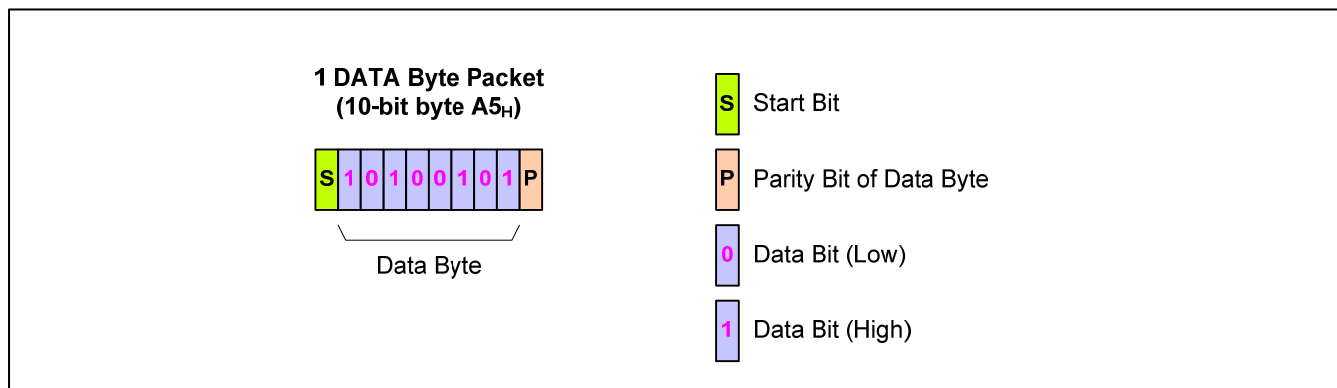 1 DATA Byte Packet
(10-bit byte A5H)
S 1 0 1 0 0 1 0 1 P
Data Byte
S Start Bit
P Parity Bit of Data Byte
0 Data Bit (Low)
1 Data Bit (High)